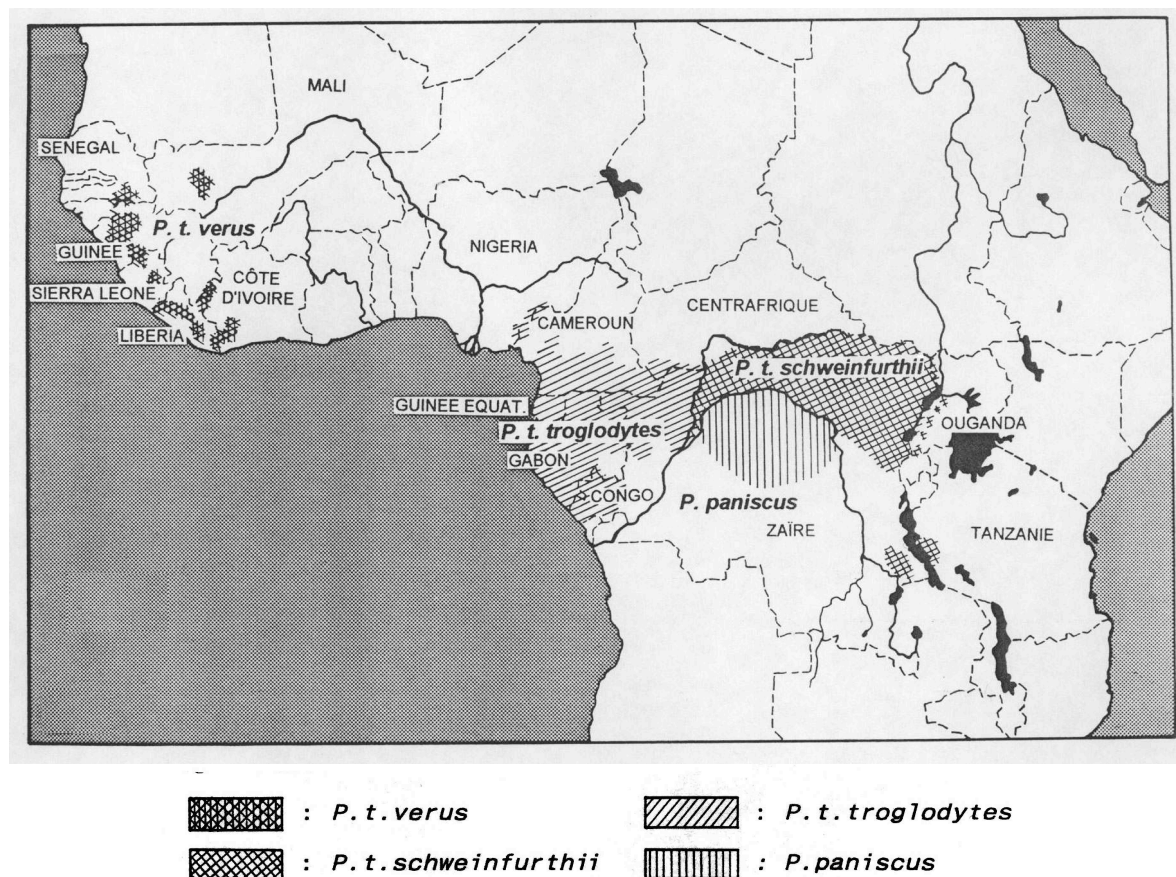 MALI
SENEGAL
P. t. verus
NIGERIA
GUINEE
CÔTE
D'IVOIRE
SIERRA LEONE
CENTRAFRIQUE
CAMEROUN
LIBERIA
P. t. schweinfurthii
GUINEE EQUAT.
OUGANDA
P. t. troglodytes
GABON
CONGO
P. paniscus
ZAÏRE
TANZANIE
: P.t.verus
: P.t.troglodytes
: P.t.schweinfurthii
: P.paniscus